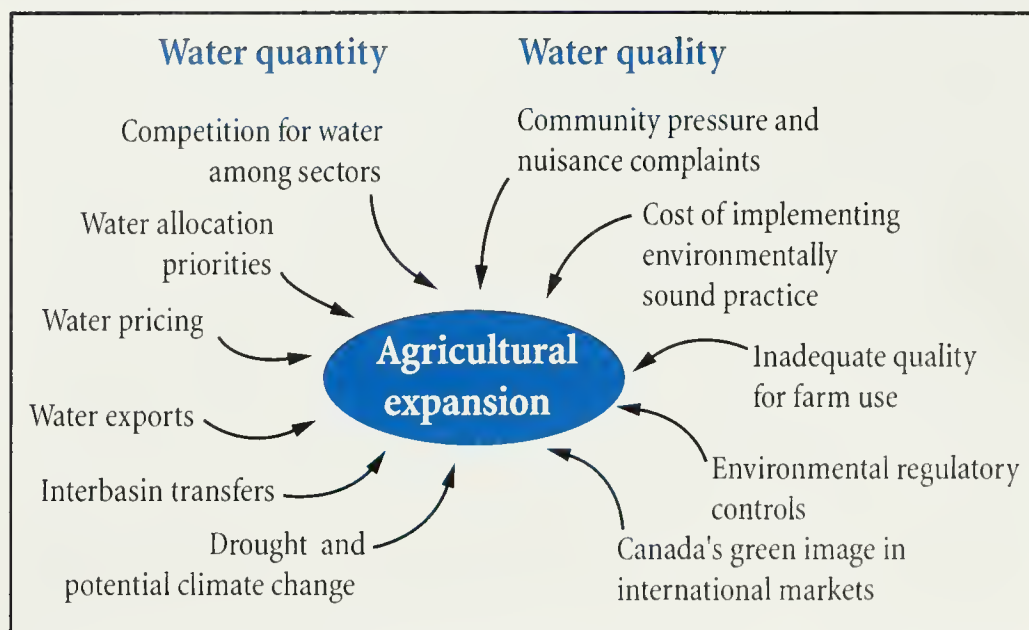 Water quantity
Competition for water
among sectors
Water allocation
priorities
Water pricing
Water exports
Interbasin transfers
Drought and
potential climate change
Water quality
Community pressure and
nuisance complaints
Cost of implementing
environmentally
sound practice
Inadequate quality
for farm use
Environmental regulatory
controls
Canada's green image in
international markets
Agricultural
expansion